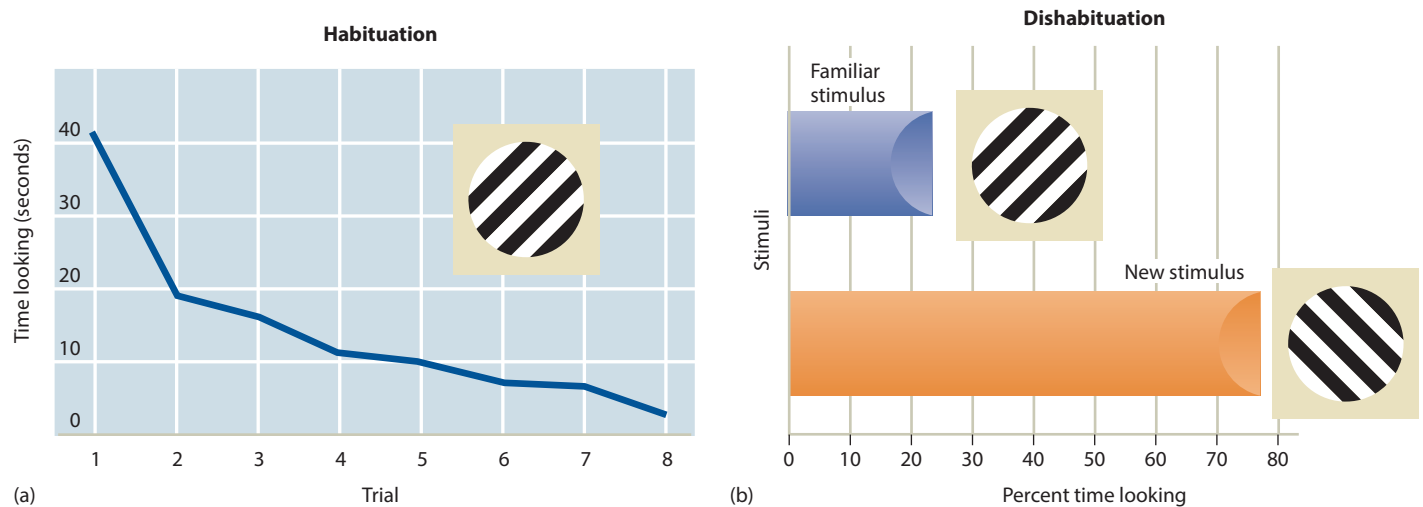 Habituation
Time looking (seconds)
40
30
20
10
0
1 2 3 4 5 6 7 8
(a)
Trial
Dishabituation
Stimuli
Familiar
stimulus
New stimulus
0 10 20 30 40 50 60 70 80
(b)
Percent time looking